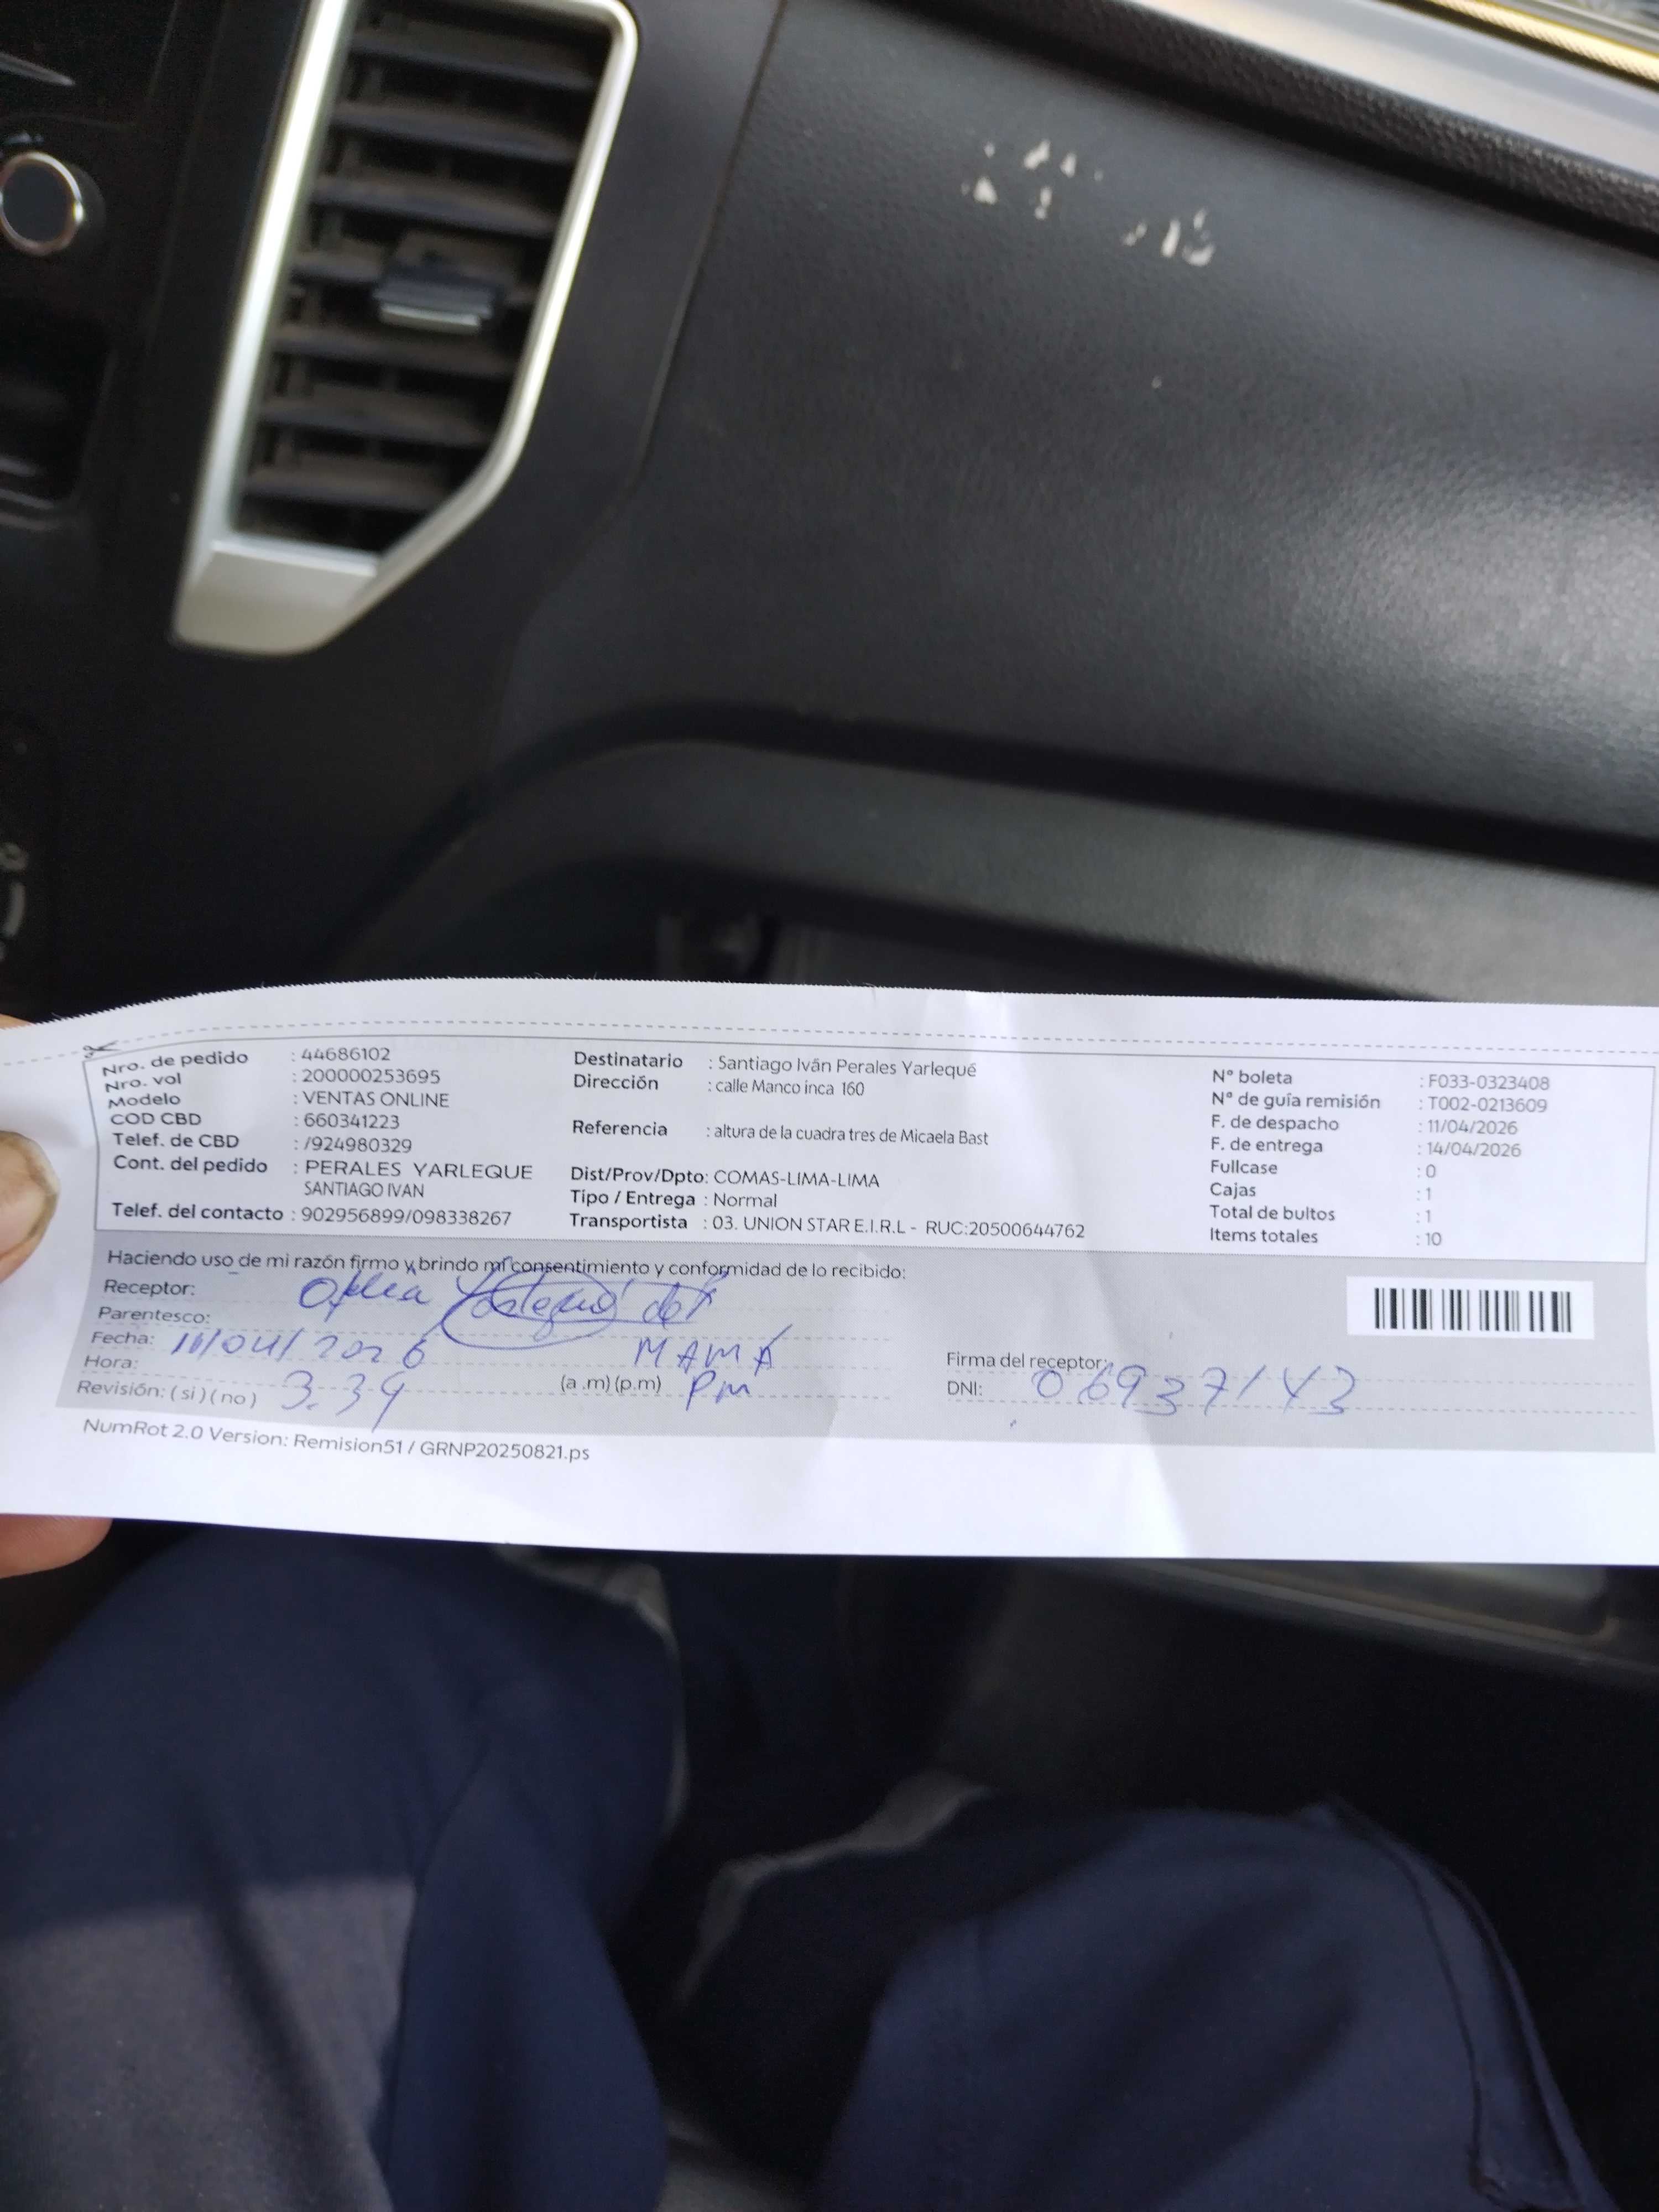 Nro. de pedido : 44686102
Nro. vol : 200000253695
Modelo : VENTAS ONLINE
COD CBD : 660341223
Telef. de CBD : /924980329
Cont. del pedido : PERALES YARLEQUE
SANTIAGO IVAN
Telef. del contacto : 902956899/098338267
Destinatario : Santiago Iván Perales Yarlequé
Dirección : calle Manco inca 160
Referencia : altura de la cuadra tres de Micaela Bast
Dist/Prov/Dpto: COMAS-LIMA-LIMA
Tipo / Entrega : Normal
Transportista : 03. UNION STAR E.I.R.L - RUC:20500644762
N° boleta : F033-0323408
N° de guía remisión : T002-0213609
F. de despacho : 11/04/2026
F. de entrega : 14/04/2026
Fullcase : 0
Cajas : 1
Total de bultos : 1
Items totales : 10
Haciendo uso de mi razón firmo y brindo mi consentimiento y conformidad de lo recibido:
Receptor: Ofelia
Parentesco: MAMÁ
Fecha: 11/04/2026
Hora: 3.39 (a .m) (p.m) Pm
Revisión: ( si ) ( no )
Firma del receptor:
DNI: 06937143
NumRot 2.0 Version: Remision51 / GRNP20250821.ps